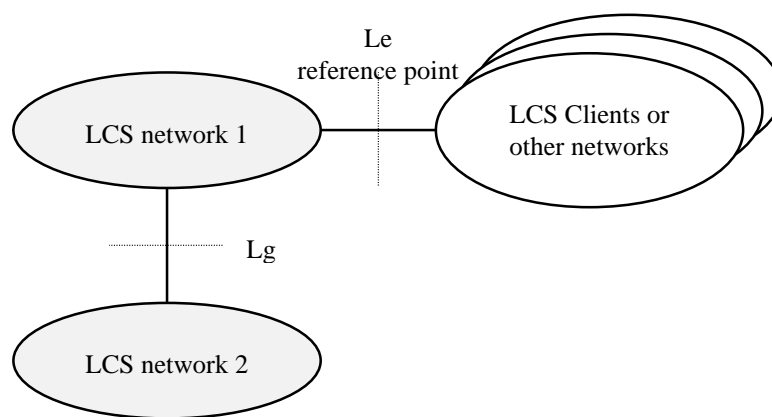 Le
reference point
LCS network 1
LCS Clients or
other networks
Lg
LCS network 2